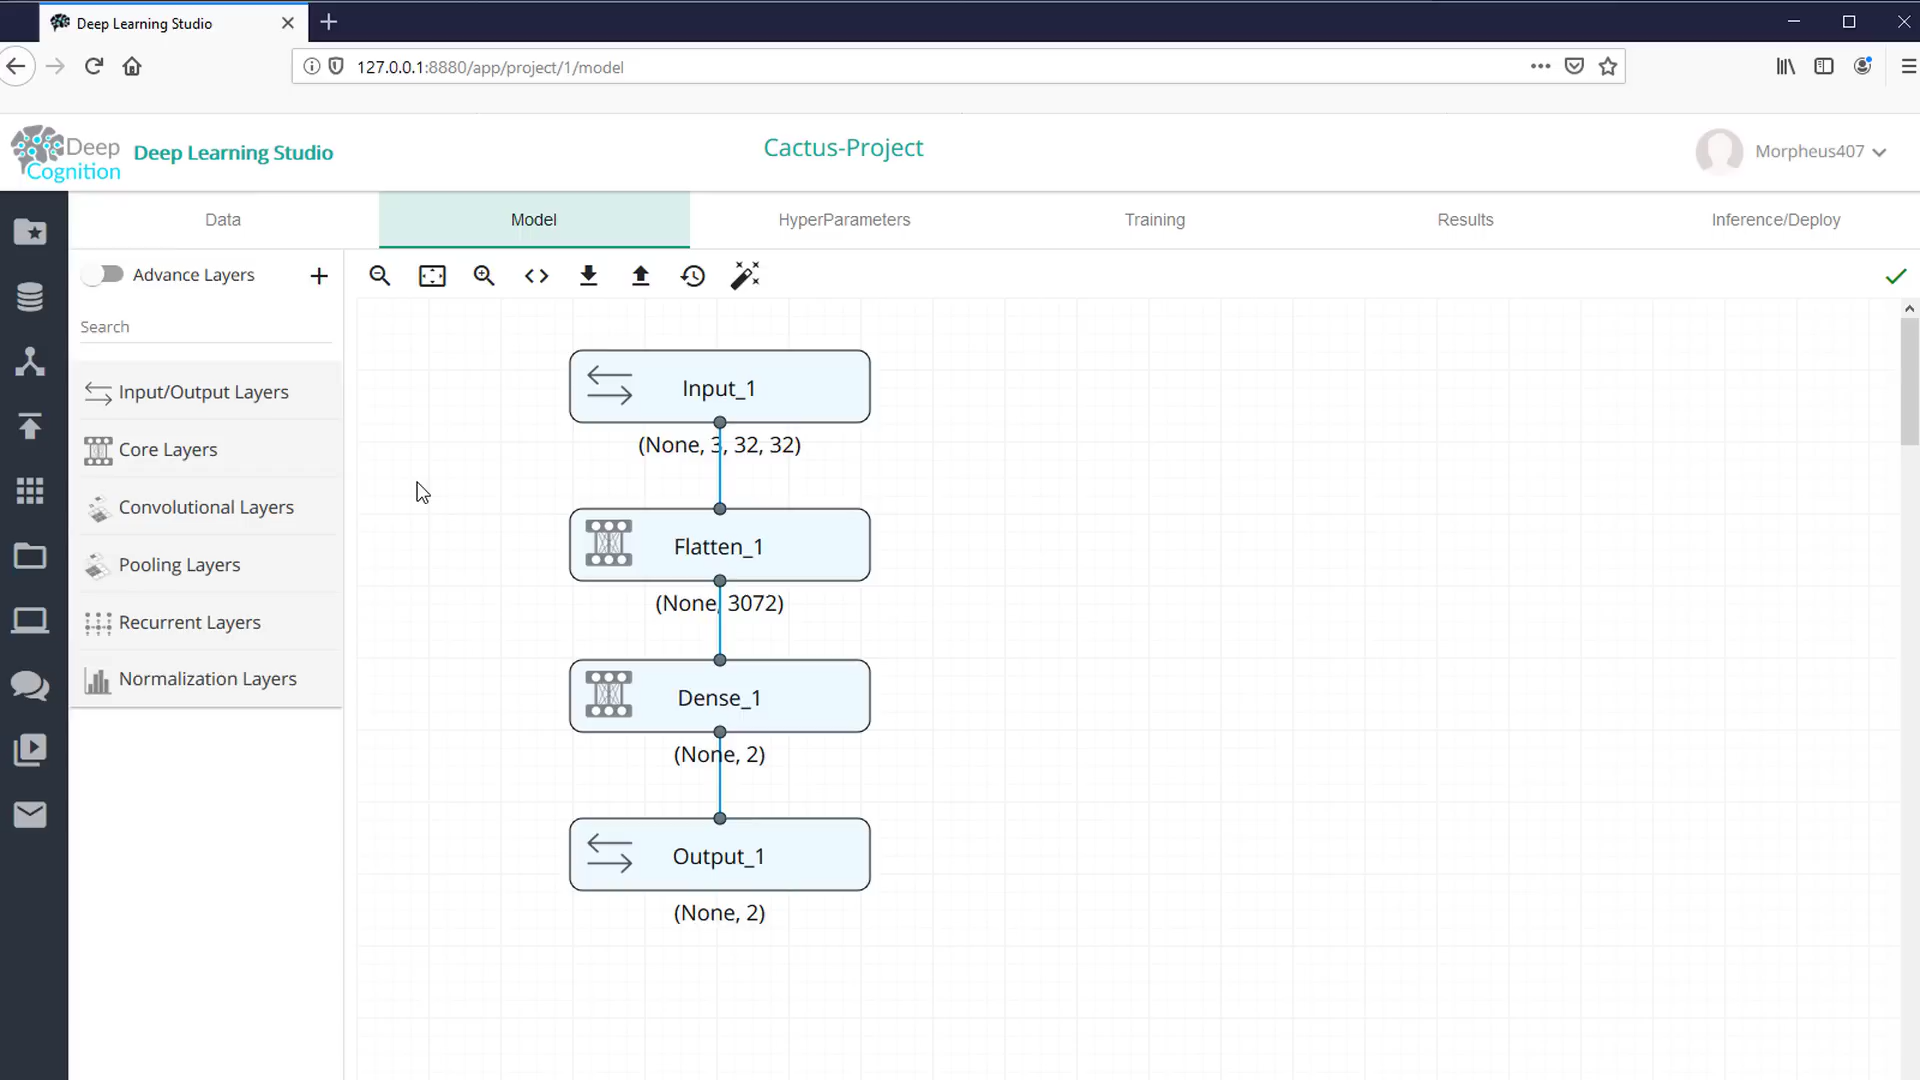 Deep Learning Studio
127.0.0.1:8880/app/project/1/model
Deep
Cognition
Deep Learning Studio
Cactus-Project
Morpheus407
Data
Model
HyperParameters
Training
Results
Inference/Deploy
Advance Layers
Search
Input/Output Layers
Core Layers
Convolutional Layers
Pooling Layers
Recurrent Layers
Normalization Layers
Input_1
(None, 3, 32, 32)
Flatten_1
(None, 3072)
Dense_1
(None, 2)
Output_1
(None, 2)